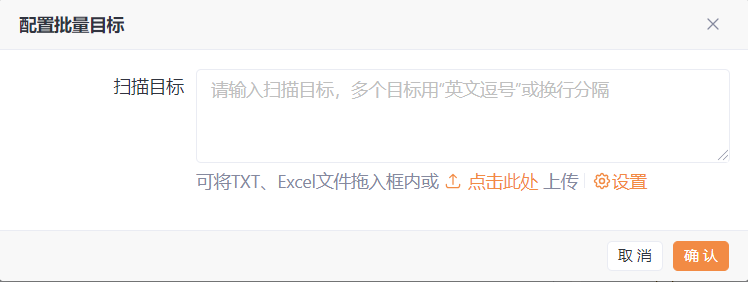 配置批量目标
扫描目标
请输入扫描目标，多个目标用“英文逗号”或换行分隔
可将TXT、Excel文件拖入框内或 点击此处 上传 设置
取 消 确 认